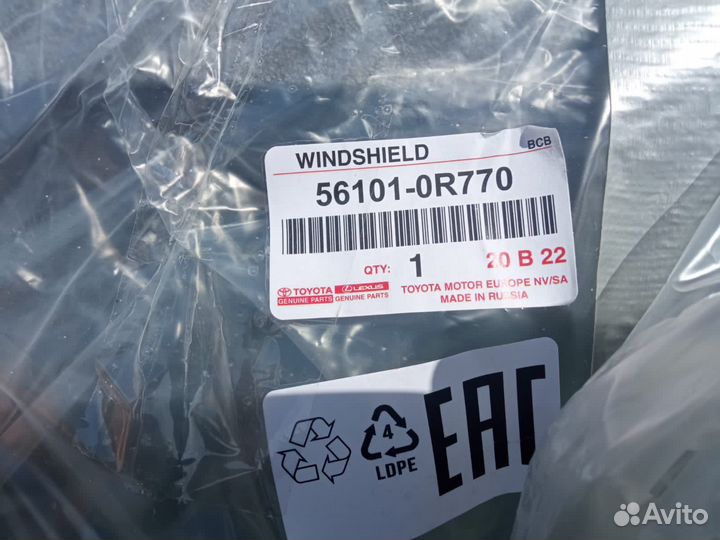 WINDSHIELD
BCB
56101-0R770
QTY: 1
20 B 22
TOYOTA
GENUINE PARTS
LEXUS
GENUINE PARTS
TOYOTA MOTOR EUROPE NV/SA
MADE IN RUSSIA
4
LDPE
EAC
Avito